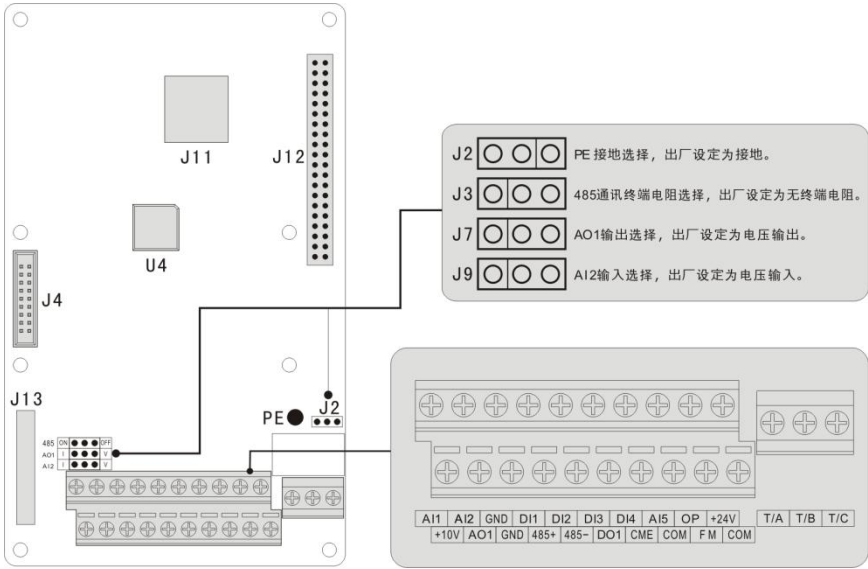 J11
J12
U4
J4
J13
PE
J2
485 ON OFF
AO1 I V
AI2 I V
J2 PE 接地选择，出厂设定为接地。
J3 485通讯终端电阻选择，出厂设定为无终端电阻。
J7 AO1输出选择，出厂设定为电压输出。
J9 AI2输入选择，出厂设定为电压输入。
AI1 AI2 GND DI1 DI2 DI3 DI4 AI5 OP +24V T/A T/B T/C
+10V AO1 GND 485+ 485- DO1 CME COM FM COM